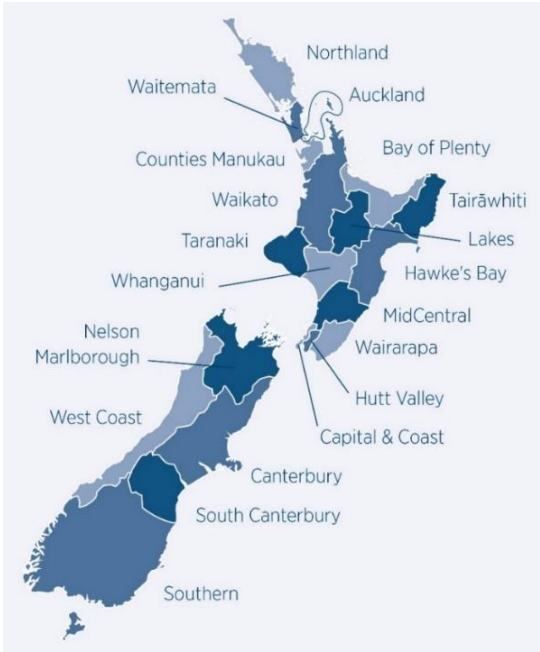 Northland
Waitemata
Auckland
Counties Manukau
Bay of Plenty
Waikato
Tairāwhiti
Taranaki
Lakes
Whanganui
Hawke's Bay
MidCentral
Nelson
Marlborough
Wairarapa
Hutt Valley
West Coast
Capital & Coast
Canterbury
South Canterbury
Southern